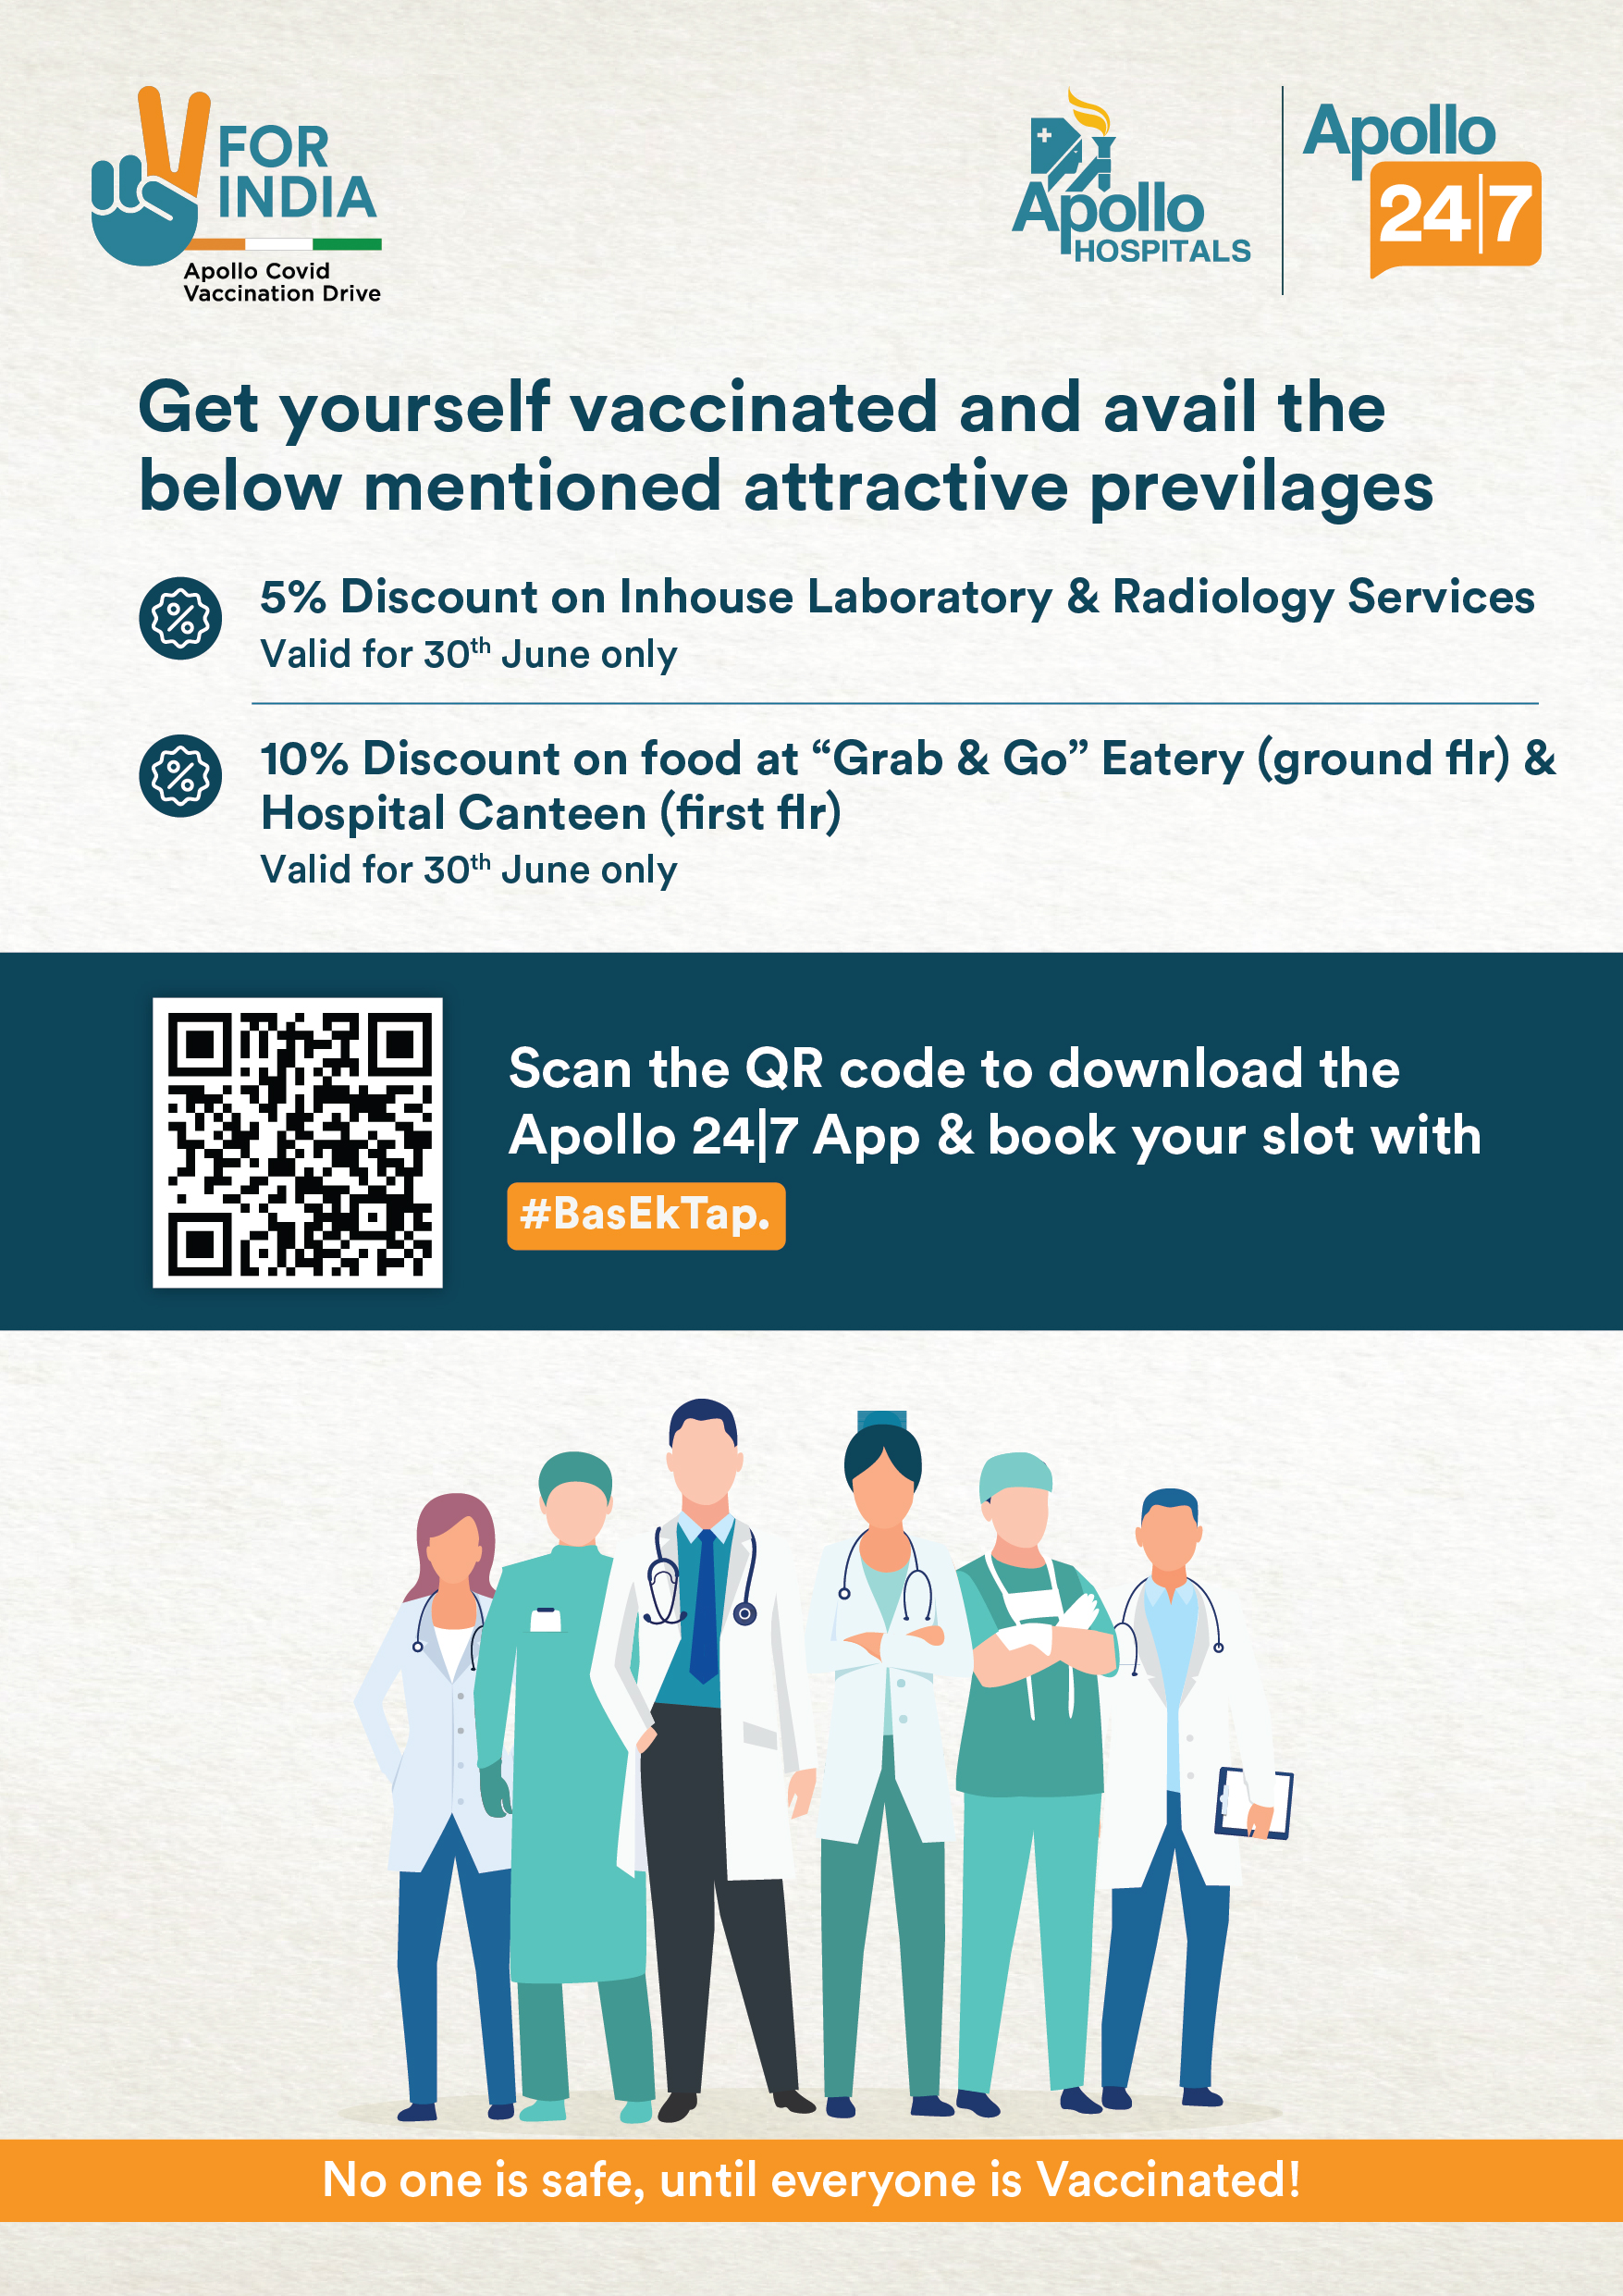 V FOR
INDIA
Apollo Covid
Vaccination Drive
Apollo
HOSPITALS
Apollo
24|7
Get yourself vaccinated and avail the
below mentioned attractive previlages
5% Discount on Inhouse Laboratory & Radiology Services
Valid for 30th June only
10% Discount on food at “Grab & Go” Eatery (ground flr) &
Hospital Canteen (first flr)
Valid for 30th June only
Scan the QR code to download the
Apollo 24|7 App & book your slot with
#BasEkTap.
No one is safe, until everyone is Vaccinated!